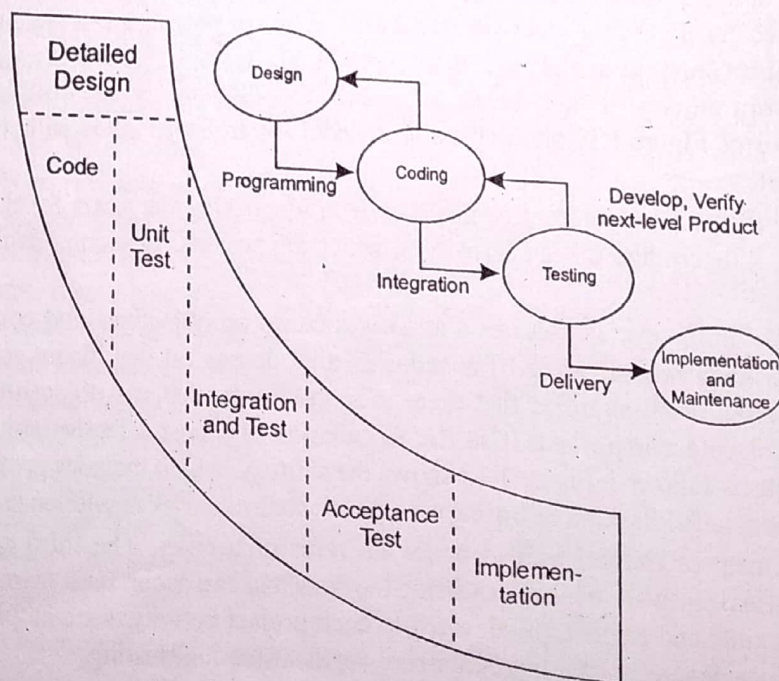 Detailed
Design
Code
Unit
Test
Integration
and Test
Acceptance
Test
Implemen-
tation
Design
Programming
Coding
Integration
Develop, Verify
next-level Product
Testing
Delivery
Implementation
and
Maintenance